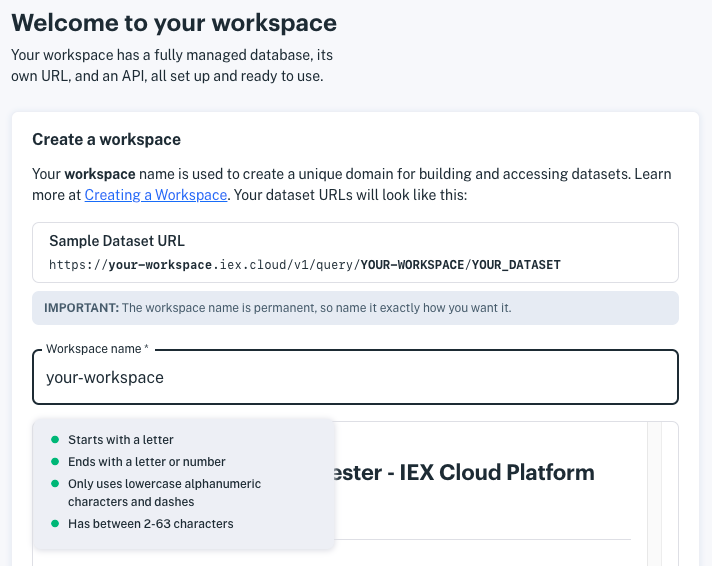 Welcome to your workspace
Your workspace has a fully managed database, its
own URL, and an API, all set up and ready to use.
Create a workspace
Your workspace name is used to create a unique domain for building and accessing datasets. Learn
more at Creating a Workspace. Your dataset URLs will look like this:
Sample Dataset URL
https://your-workspace.iex.cloud/v1/query/YOUR-WORKSPACE/YOUR_DATASET
IMPORTANT: The workspace name is permanent, so name it exactly how you want it.
Workspace name *
your-workspace
Starts with a letter
Ends with a letter or number
Only uses lowercase alphanumeric
characters and dashes
Has between 2-63 characters
ester - IEX Cloud Platform